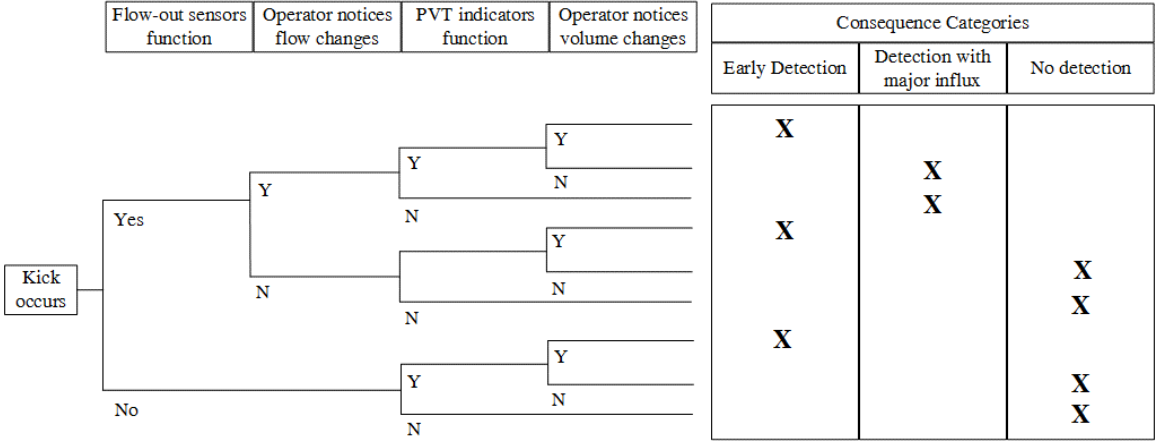 Flow-out sensors
function
Operator notices
flow changes
PVT indicators
function
Operator notices
volume changes
Consequence Categories
Early Detection
Detection with
major influx
No detection
Kick
occurs
Yes
No
Y
N
Y
N
Y
N
Y
N
Y
N
Y
N
Y
N
X
X
X
X
X
X
X
X
X